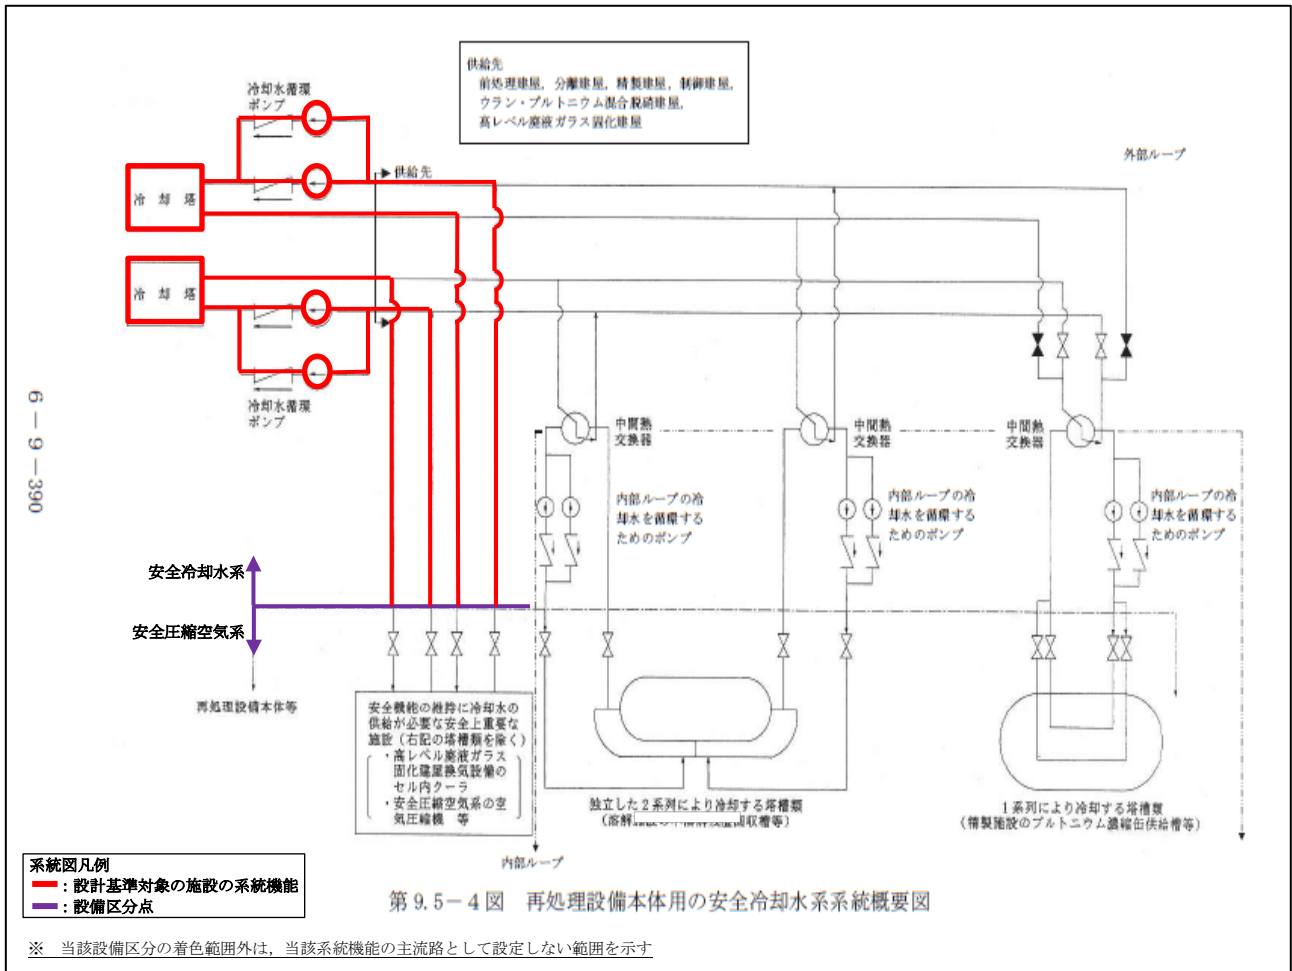 供給先
前処理建屋，分離建屋，精製建屋，制御建屋，
ウラン・プルトニウム混合脱硝建屋，
高レベル廃液ガラス固化建屋
冷却水循環
ポンプ
外部ループ
供給先
冷却塔
冷却塔
冷却水循環
ポンプ
中間熱
交換器
中間熱
交換器
中間熱
交換器
内部ループの冷
却水を循環する
ためのポンプ
内部ループの冷
却水を循環する
ためのポンプ
内部ループの冷
却水を循環する
ためのポンプ
6－9－390
安全冷却水系
安全圧縮空気系
再処理設備本体等
安全機能の維持に冷却水の
供給が必要な安全上重要な
施設（右記の塔槽類を除く）
・高レベル廃液ガラス
固化建屋換気設備の
セル内クーラ
・安全圧縮空気系の空
気圧縮機　等
独立した2系列により冷却する塔槽類
（溶解施設の
回収槽等）
1系列により冷却する塔槽類
（精製施設のプルトニウム濃縮缶供給槽等）
内部ループ
系統図凡例
：設計基準対象の施設の系統機能
：設備区分点
第9.5－4図　再処理設備本体用の安全冷却水系系統概要図
※　当該設備区分の着色範囲外は，当該系統機能の主流路として設定しない範囲を示す